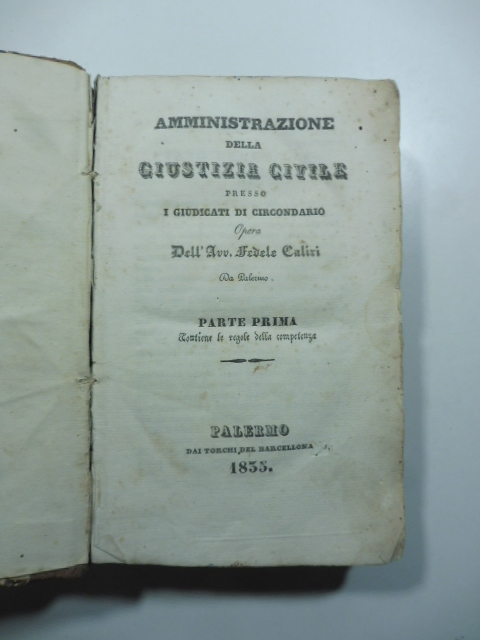 AMMINISTRAZIONE
DELLA
GIUSTIZIA CIVILE
PRESSO
I GIUDICATI DI CIRCONDARIO
Opera
Dell'Avv. Fedele Caliri
Da Palermo.
PARTE PRIMA
Contiene le regole della competenza
PALERMO
DAI TORCHI DEL BARCELLONA
1835.